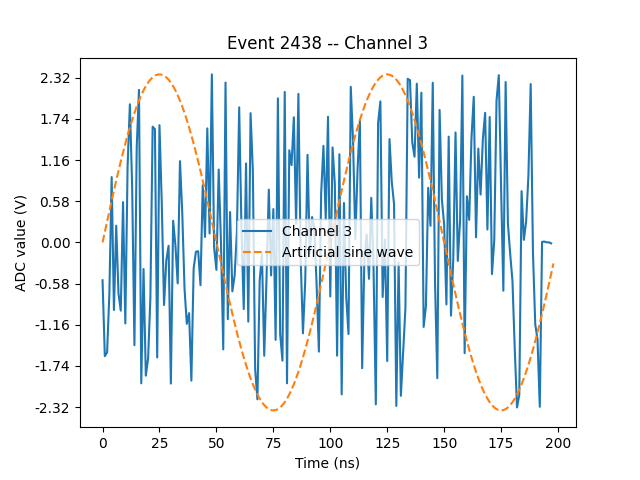 Event 2438 -- Channel 3
ADC value (V)
2.32
1.74
1.16
0.58
0.00
-0.58
-1.16
-1.74
-2.32
Channel 3
Artificial sine wave
0 25 50 75 100 125 150 175 200
Time (ns)